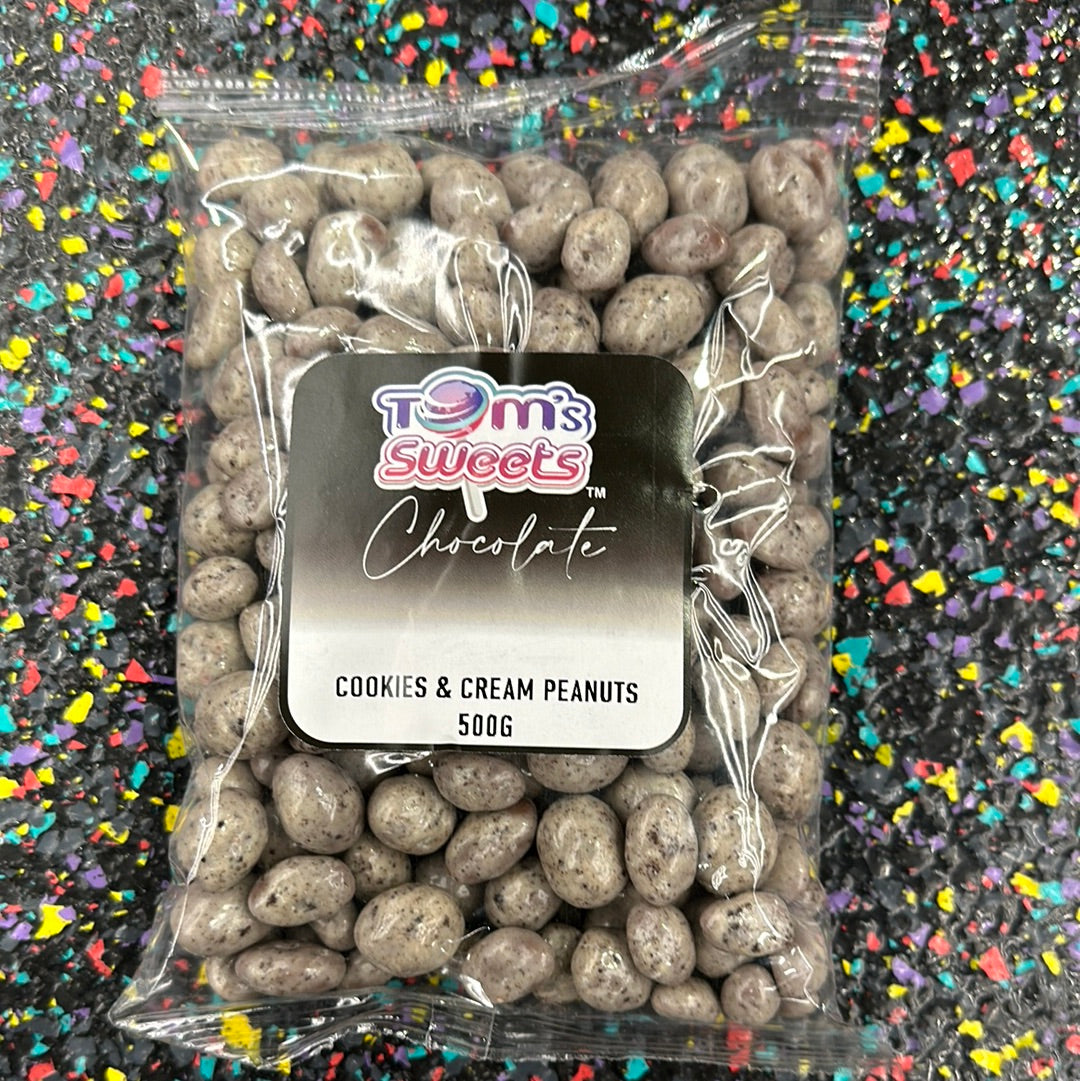 Tom's
Sweets
TM
Chocolate
COOKIES & CREAM PEANUTS
500G